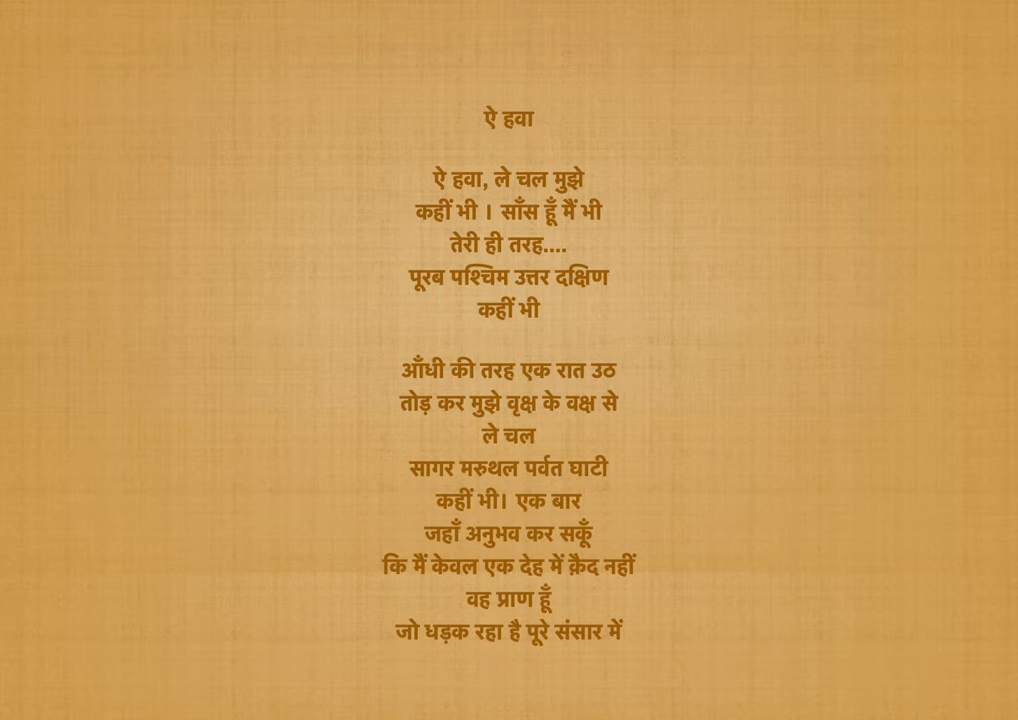 ऐ हवा
ऐ हवा, ले चल मुझे
कहीं भी । साँस हूँ मैं भी
तेरी ही तरह....
पूरब पश्चिम उत्तर दक्षिण
कहीं भी
आँधी की तरह एक रात उठ
तोड़ कर मुझे वृक्ष के वक्ष से
ले चल
सागर मरुथल पर्वत घाटी
कहीं भी। एक बार
जहाँ अनुभव कर सकूँ
कि मैं केवल एक देह में क़ैद नहीं
वह प्राण हूँ
जो धड़क रहा है पूरे संसार में